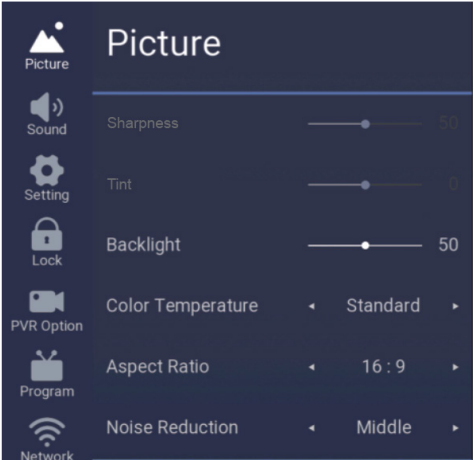 Picture
Picture
Sound
Setting
Lock
PVR Option
Program
Network
Sharpness 50
Tint 0
Backlight 50
Color Temperature Standard
Aspect Ratio 16 : 9
Noise Reduction Middle